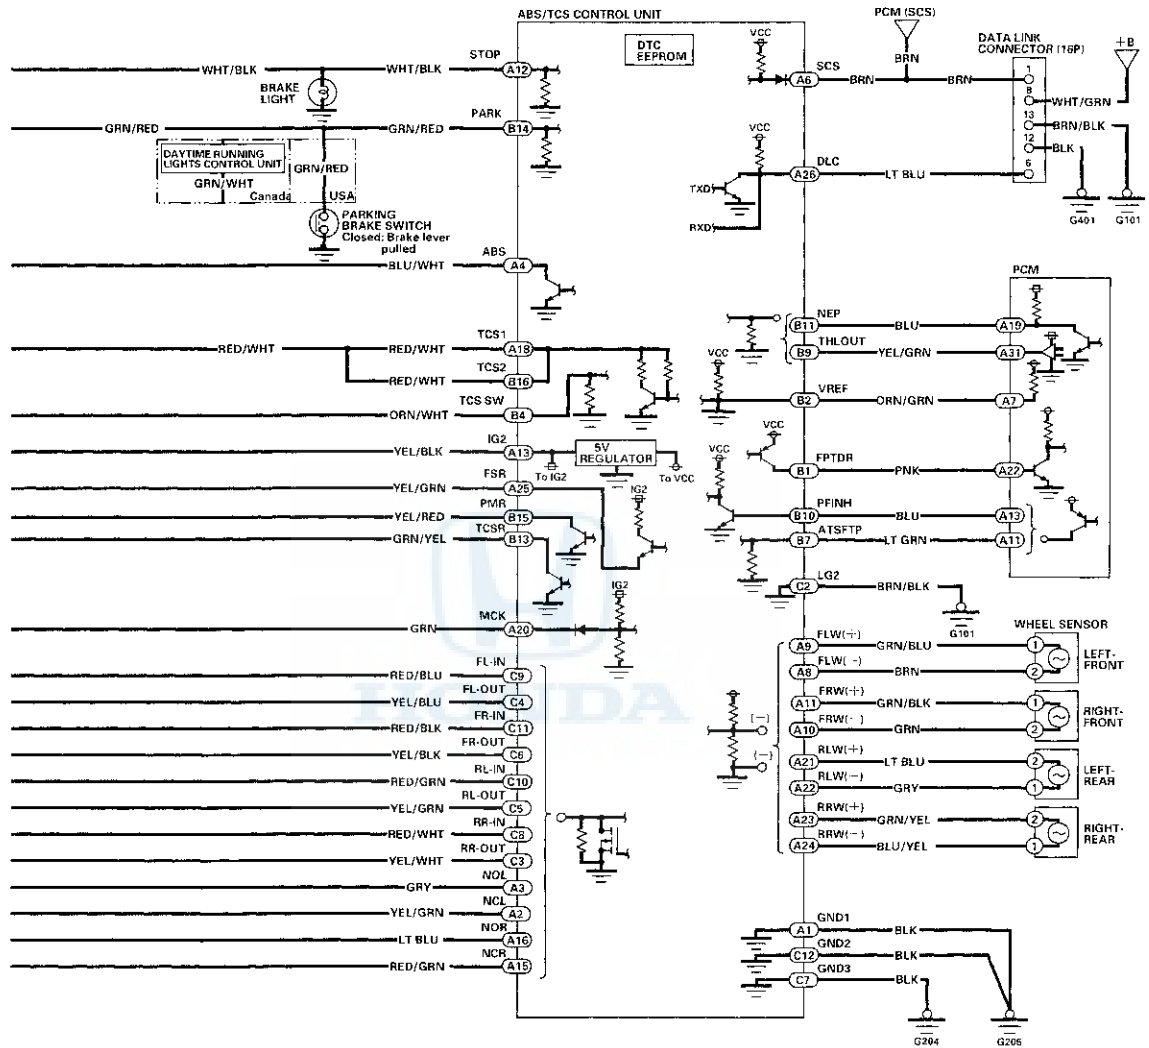 ABS/TCS CONTROL UNIT
DTC
EEPROM
STOP
WHT/BLK
WHT/BLK
A12
BRAKE
LIGHT
PARK
GRN/RED
GRN/RED
B14
DAYTIME RUNNING
LIGHTS CONTROL UNIT
GRN/WHT
Canada
GRN/RED
USA
PARKING
BRAKE SWITCH
Closed: Brake lever
pulled
ABS
BLU/WHT
A4
TCS1
RED/WHT
RED/WHT
A18
TCS2
RED/WHT
B16
TCS SW
ORN/WHT
B4
IG2
YEL/BLK
A13
5V
REGULATOR
To IG2
To VCC
FSR
YEL/GRN
A25
IG2
PMR
YEL/RED
B15
TCSR
GRN/YEL
B13
IG2
MCK
GRN
A20
FL-IN
RED/BLU
C9
FL-OUT
YEL/BLU
C4
FR-IN
RED/BLK
C11
FR-OUT
YEL/BLK
C6
RL-IN
RED/GRN
C10
RL-OUT
YEL/GRN
C5
RR-IN
RED/WHT
C8
RR-OUT
YEL/WHT
C3
NOL
GRY
A3
NCL
YEL/GRN
A2
NOR
LT BLU
A16
NCR
RED/GRN
A15
HONDA
PCM (SCS)
BRN
VCC
SCS
A6
BRN
BRN
DATA LINK
CONNECTOR (16P)
+B
1
8
WHT/GRN
13
BRN/BLK
12
BLK
6
VCC
DLC
A26
LT BLU
TXD
RXD
G401
G101
PCM
NEP
B11
BLU
A19
THLOUT
B9
YEL/GRN
A31
VCC
VREF
B2
ORN/GRN
A7
VCC
FPTDR
B1
PNK
A22
VCC
PFINH
B10
BLU
A13
ATSFTP
B7
LT GRN
A11
LG2
C2
BRN/BLK
G101
WHEEL SENSOR
FLW(+)
A9
GRN/BLU
1
FLW(-)
A8
BRN
2
LEFT-
FRONT
FRW(+)
A11
GRN/BLK
1
FRW(-)
A10
GRN
2
RIGHT-
FRONT
(-)
(-)
RLW(+)
A21
LT BLU
2
RLW(-)
A22
GRY
1
LEFT-
REAR
RRW(+)
A23
GRN/YEL
2
RRW(-)
A24
BLU/YEL
1
RIGHT-
REAR
GND1
A1
BLK
GND2
C12
BLK
GND3
C7
BLK
G204
G205